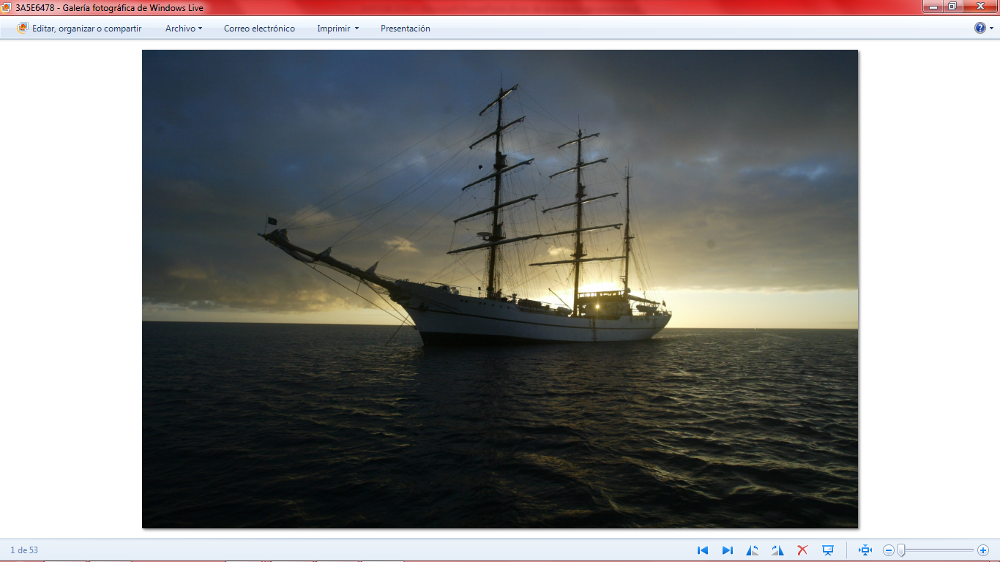 3A5E6478 - Galería fotográfica de Windows Live
Editar, organizar o compartir Archivo Correo electrónico Imprimir Presentación
1 de 53